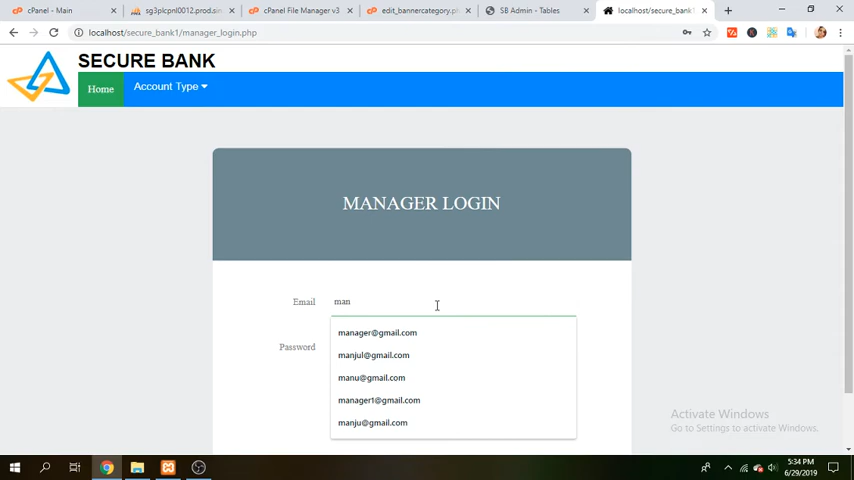 cPanel - Main
sg3plcpnl0012.prod.sin
cPanel File Manager v3
edit_bannercategory.p
SB Admin - Tables
localhost/secure_bank1
localhost/secure_bank1/manager_login.php
SECURE BANK
Home
Account Type
MANAGER LOGIN
Email
man
manager@gmail.com
Password
manjul@gmail.com
manu@gmail.com
manager1@gmail.com
manju@gmail.com
Activate Windows
Go to Settings to activate Windows.
5:34 PM
6/29/2019